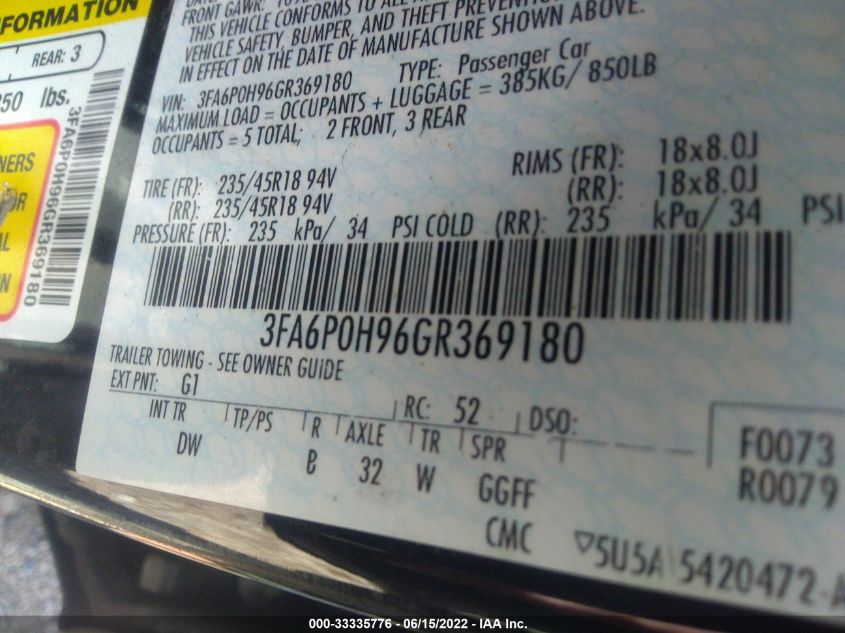 NFORMATION
REAR: 3
850 lbs.
NERS
3FA6P0H96GR369180
FRONT GAWR:
THIS VEHICLE CONFORMS TO ALL
VEHICLE SAFETY, BUMPER, AND THEFT PREVENTION
IN EFFECT ON THE DATE OF MANUFACTURE SHOWN ABOVE.
VIN: 3FA6P0H96GR369180 TYPE: Passenger Car
MAXIMUM LOAD = OCCUPANTS + LUGGAGE = 385KG/ 850LB
OCCUPANTS = 5 TOTAL; 2 FRONT, 3 REAR
TIRE (FR): 235/45R18 94V RIMS (FR): 18x8.0J
(RR): 235/45R18 94V (RR): 18x8.0J
PRESSURE (FR): 235 kPa/ 34 PSI COLD (RR): 235 kPa/ 34 PSI
3FA6P0H96GR369180
TRAILER TOWING - SEE OWNER GUIDE
EXT PNT: G1 RC: 52 DSO:
INT TR TP/PS R AXLE TR SPR F0073
DW B 32 W GGFF R0079
CMC ▽5U5A 5420472-A
000-33335776 - 06/15/2022 - IAA Inc.